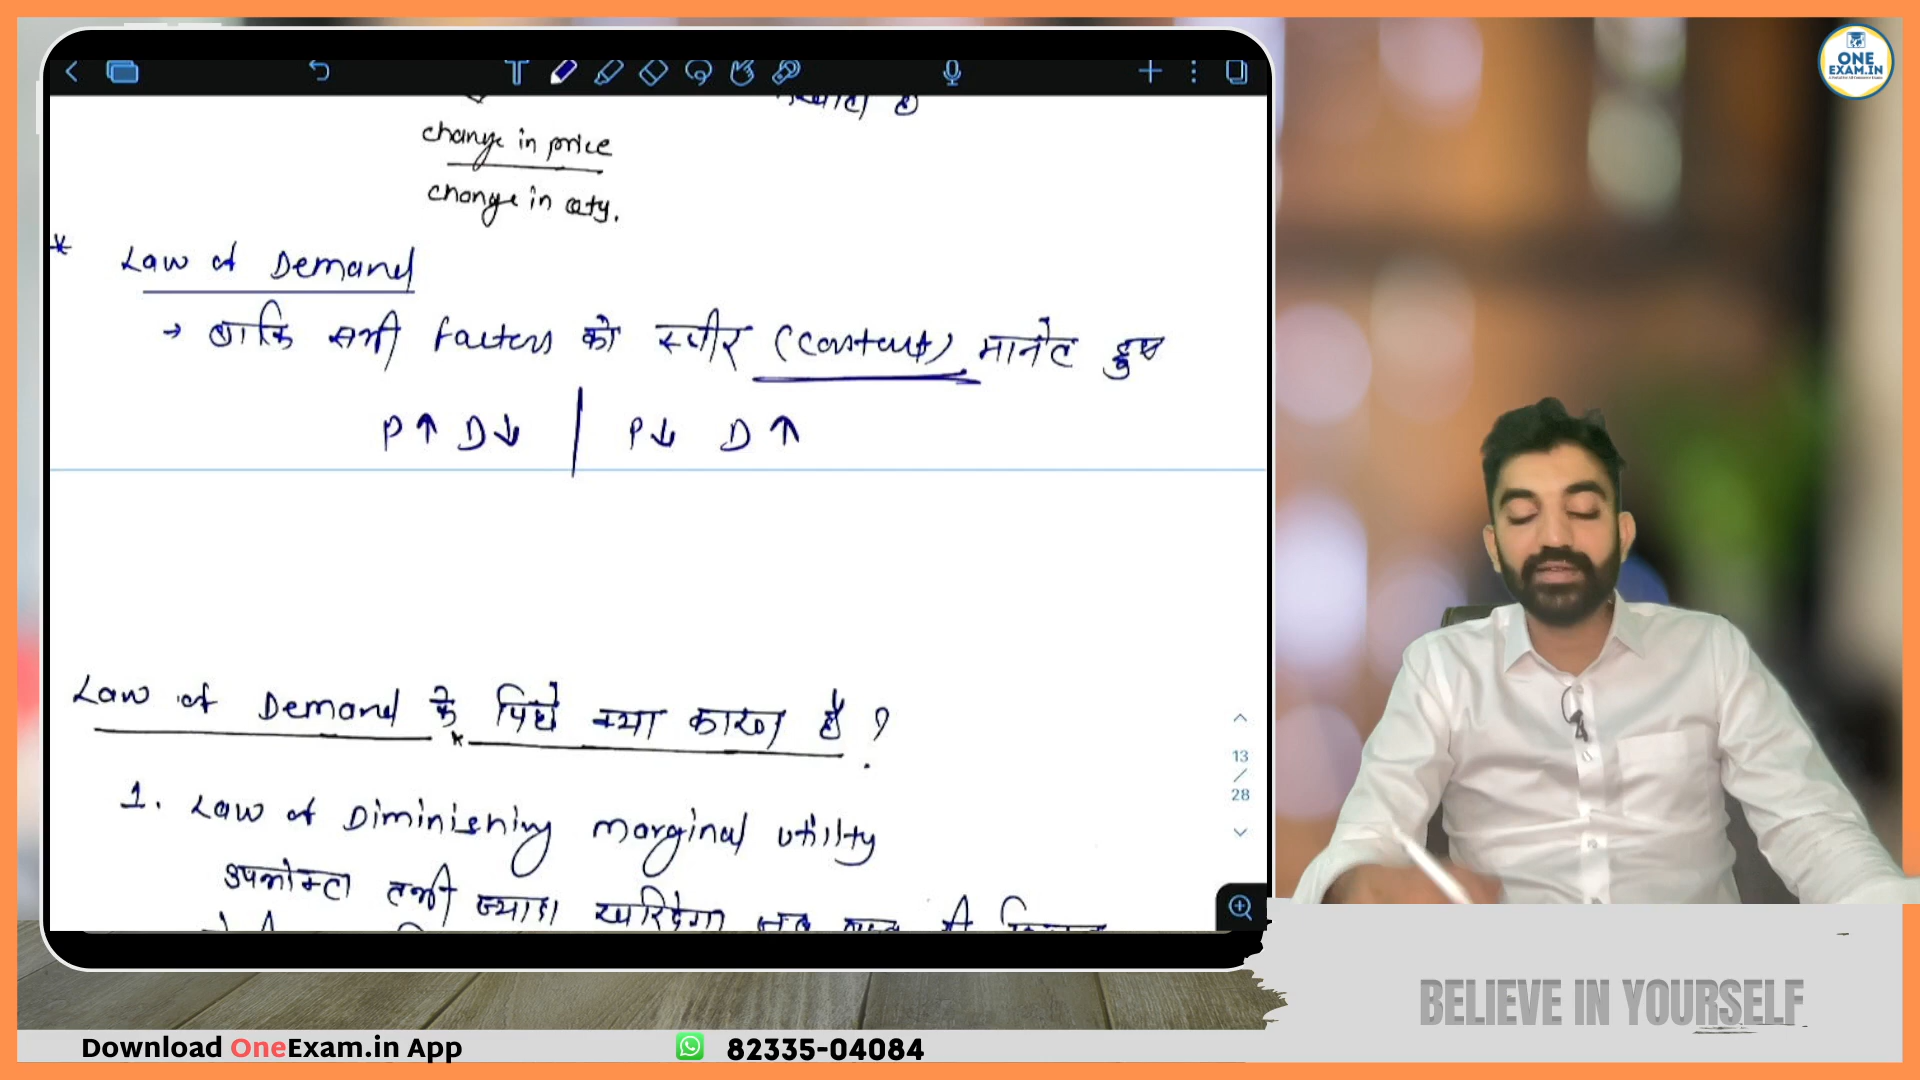 ONE
EXAM.IN
change in price
change in qty.
* Law of Demand
→ बाकि सभी factors को स्थीर (constant) मानते हुए
P↑ D↓ | P↓ D↑
Law of Demand के पिछे क्या कारण है ?
1. Law of Diminishing marginal utility
उपभोक्ता तभी ज्यादा खरिदेगा जब
13
/
28
BELIEVE IN YOURSELF
Download OneExam.in App
82335-04084